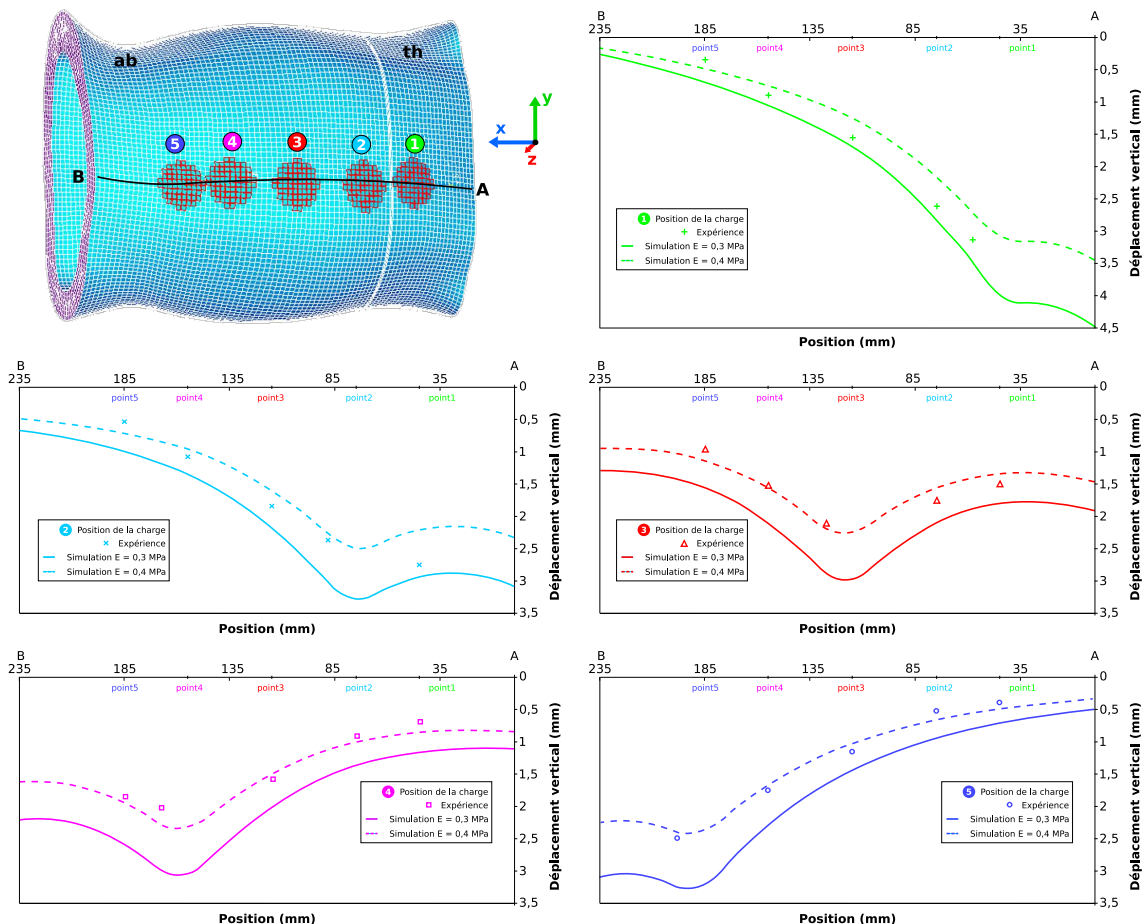 ab
th
5
4
3
2
1
B
A
y
x
z
B
A
235
185
135
85
35
0
point5
point4
point3
point2
point1
0,5
1
1,5
2
2,5
3
3,5
4
4,5
Déplacement vertical (mm)
1 Position de la charge
Expérience
Simulation E = 0,3 MPa
Simulation E = 0,4 MPa
Position (mm)
B
A
235
185
135
85
35
0
point5
point4
point3
point2
point1
0,5
1
1,5
2
2,5
3
3,5
Déplacement vertical (mm)
2 Position de la charge
Expérience
Simulation E = 0,3 MPa
Simulation E = 0,4 MPa
Position (mm)
B
A
235
185
135
85
35
0
point5
point4
point3
point2
point1
0,5
1
1,5
2
2,5
3
3,5
Déplacement vertical (mm)
3 Position de la charge
Expérience
Simulation E = 0,3 MPa
Simulation E = 0,4 MPa
Position (mm)
B
A
235
185
135
85
35
0
point5
point4
point3
point2
point1
0,5
1
1,5
2
2,5
3
3,5
Déplacement vertical (mm)
4 Position de la charge
Expérience
Simulation E = 0,3 MPa
Simulation E = 0,4 MPa
Position (mm)
B
A
235
185
135
85
35
0
point5
point4
point3
point2
point1
0,5
1
1,5
2
2,5
3
3,5
Déplacement vertical (mm)
5 Position de la charge
Expérience
Simulation E = 0,3 MPa
Simulation E = 0,4 MPa
Position (mm)